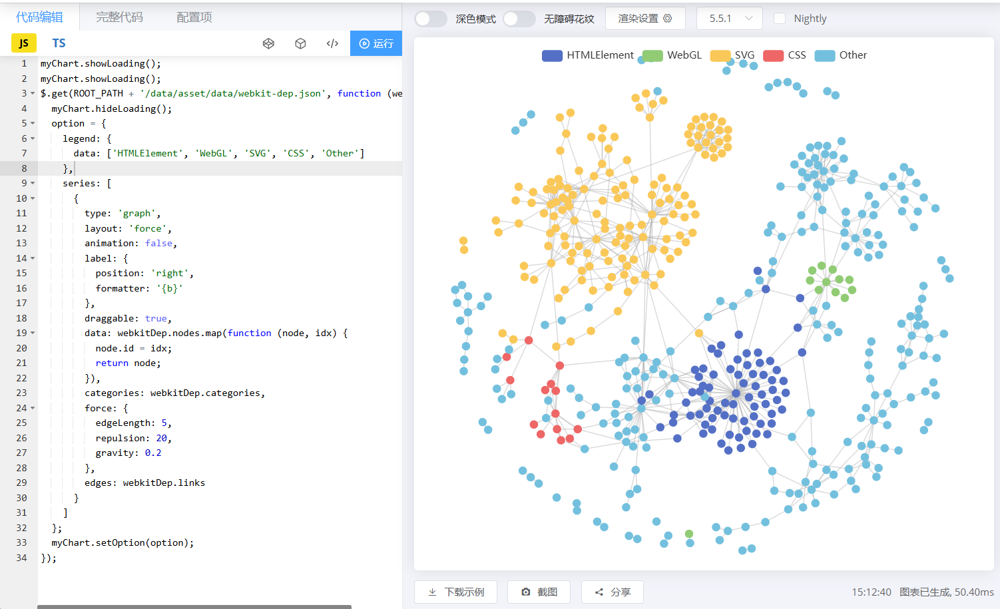 代码编辑 完整代码 配置项
JS TS 运行
1 myChart.showLoading();
2 myChart.showLoading();
3 $.get(ROOT_PATH + '/data/asset/data/webkit-dep.json', function (we
4 myChart.hideLoading();
5 option = {
6 legend: {
7 data: ['HTMLElement', 'WebGL', 'SVG', 'CSS', 'Other']
8 },
9 series: [
10 {
11 type: 'graph',
12 layout: 'force',
13 animation: false,
14 label: {
15 position: 'right',
16 formatter: '{b}'
17 },
18 draggable: true,
19 data: webkitDep.nodes.map(function (node, idx) {
20 node.id = idx;
21 return node;
22 }),
23 categories: webkitDep.categories,
24 force: {
25 edgeLength: 5,
26 repulsion: 20,
27 gravity: 0.2
28 },
29 edges: webkitDep.links
30 }
31 ]
32 };
33 myChart.setOption(option);
34 });
深色模式 无障碍花纹 渲染设置 5.5.1 Nightly
HTMLElement WebGL SVG CSS Other
下载示例 截图 分享 15:12:40 图表已生成, 50.40ms